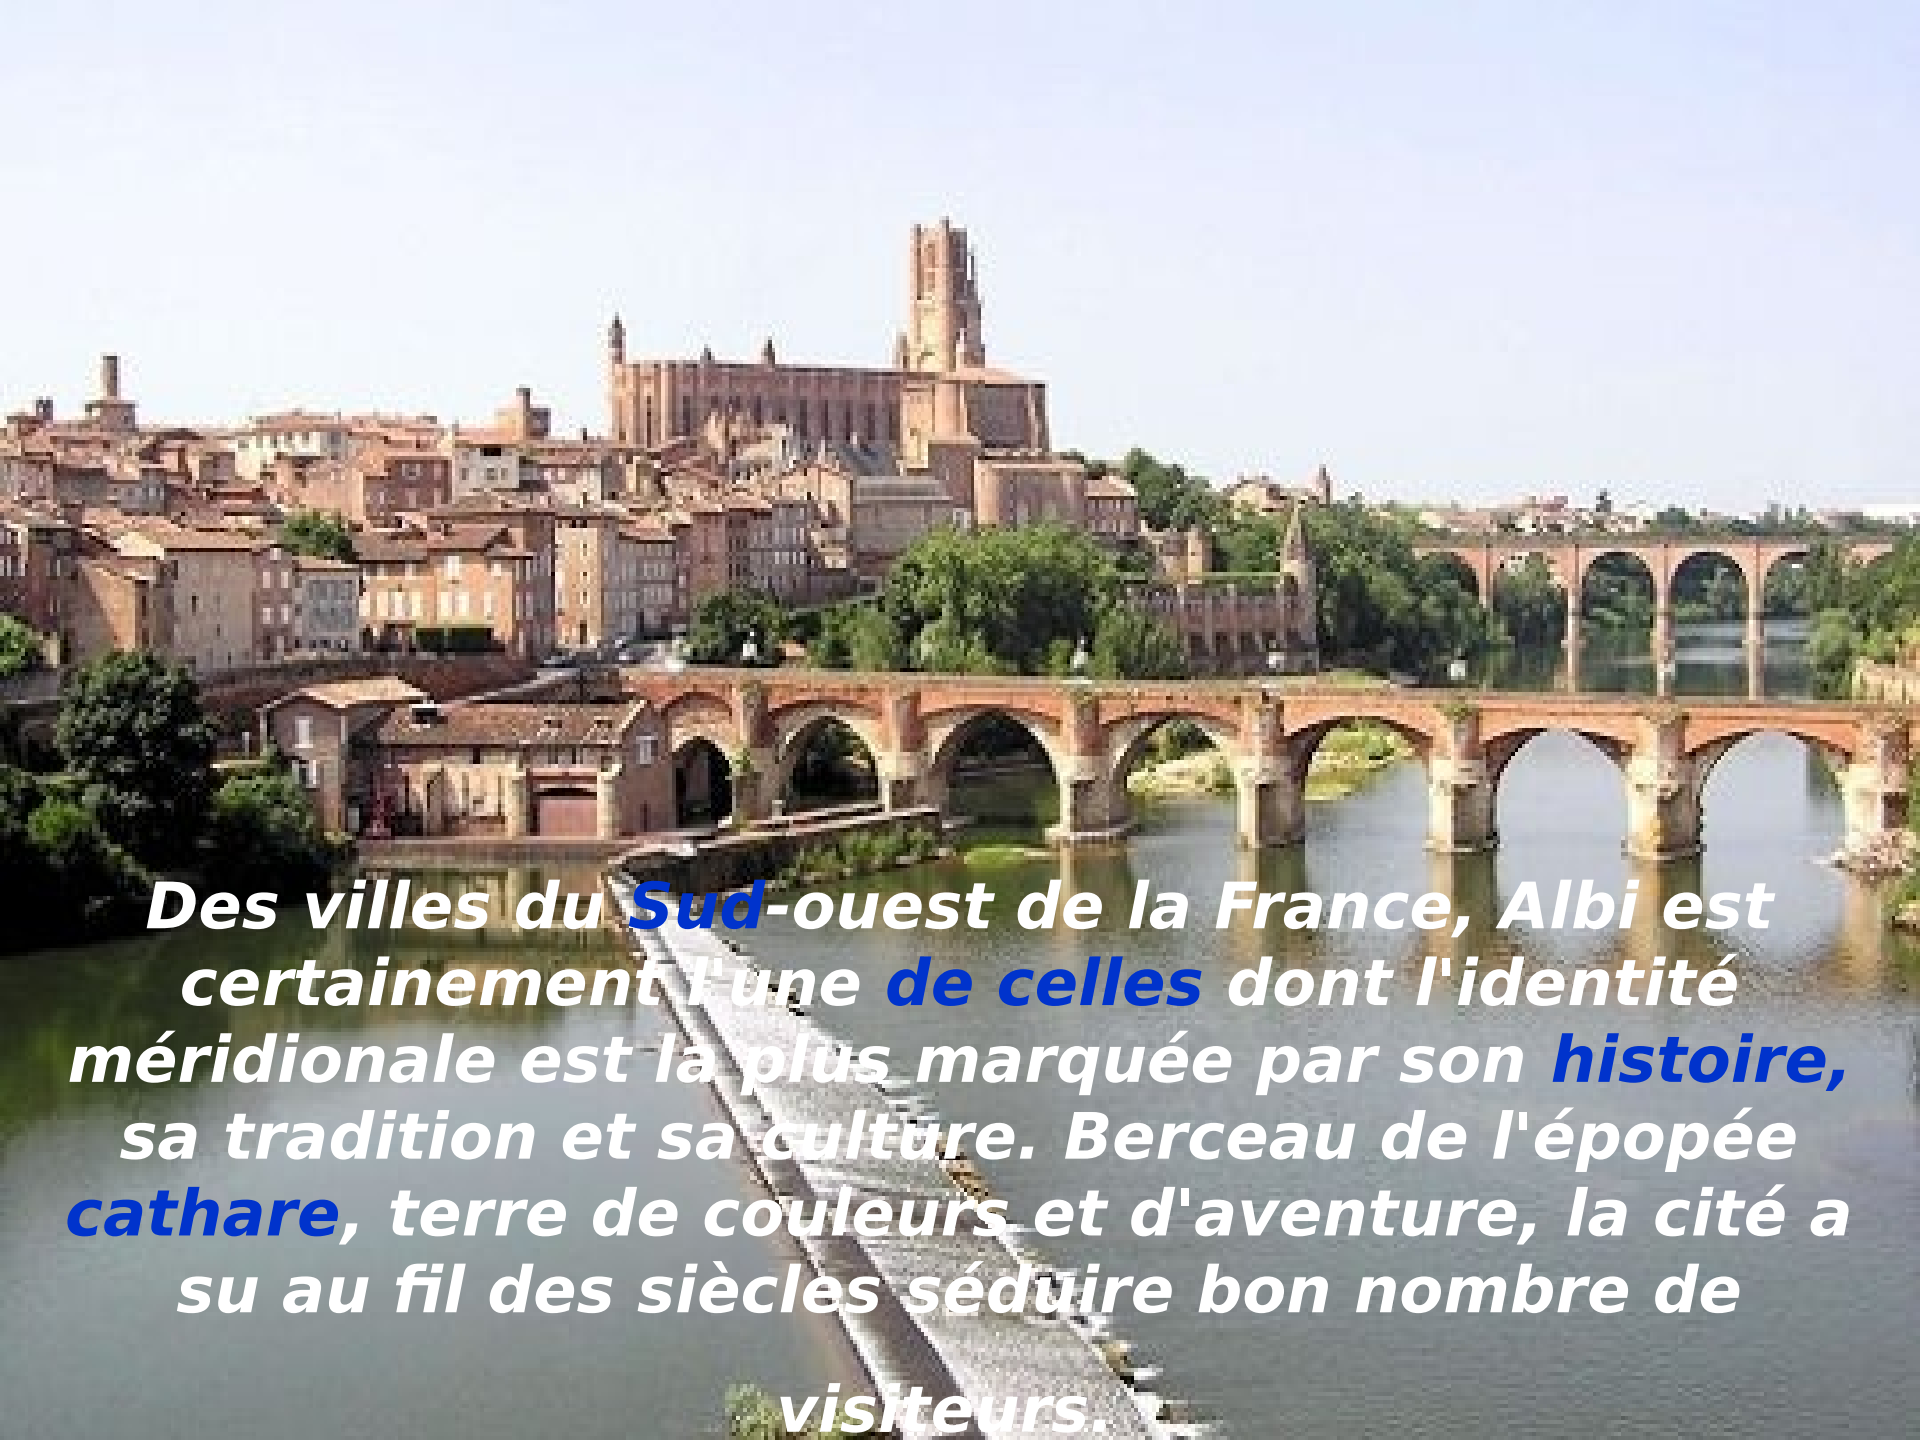 Des villes du Sud-ouest de la France, Albi est
certainement l'une de celles dont l'identité
méridionale est la plus marquée par son histoire,
sa tradition et sa culture. Berceau de l'épopée
cathare, terre de couleurs et d'aventure, la cité a
su au fil des siècles séduire bon nombre de
visiteurs.